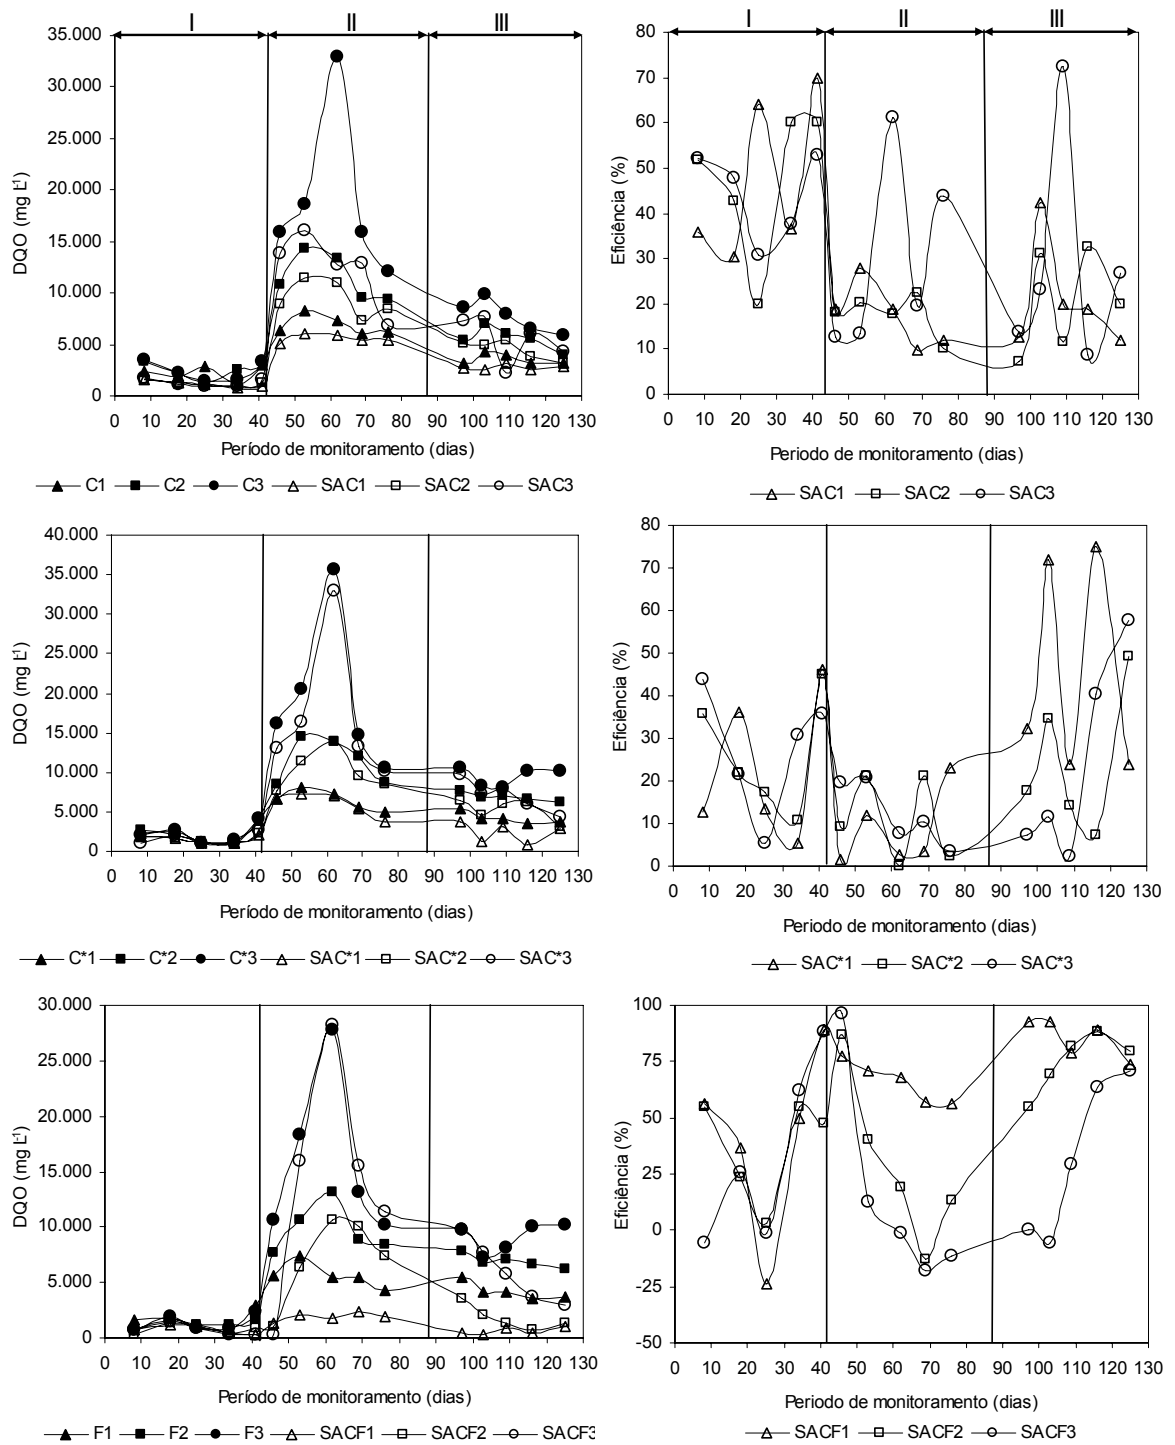 I II III
35.000
30.000
25.000
20.000
15.000
10.000
5.000
0
DQO (mg L¹)
0 10 20 30 40 50 60 70 80 90 100 110 120 130
Período de monitoramento (dias)
C1 C2 C3 SAC1 SAC2 SAC3
I II III
80
70
60
50
40
30
20
10
0
Eficiência (%)
0 10 20 30 40 50 60 70 80 90 100 110 120 130
Periodo de monitoramento (dias)
SAC1 SAC2 SAC3
40.000
35.000
30.000
25.000
20.000
15.000
10.000
5.000
0
DQO (mg L¹)
0 10 20 30 40 50 60 70 80 90 100 110 120 130
Período de monitoramento (dias)
C*1 C*2 C*3 SAC*1 SAC*2 SAC*3
80
70
60
50
40
30
20
10
0
Eficiência (%)
0 10 20 30 40 50 60 70 80 90 100 110 120 130
Periodo de monitoramento (dias)
SAC*1 SAC*2 SAC*3
30.000
25.000
20.000
15.000
10.000
5.000
0
DQO (mg L¹)
0 10 20 30 40 50 60 70 80 90 100 110 120 130
Período de monitoramento (dias)
F1 F2 F3 SACF1 SACF2 SACF3
100
75
50
25
0
-25
-50
Eficiência (%)
0 10 20 30 40 50 60 70 80 90 100 110 120 130
Periodo de monitoramento (dias)
SACF1 SACF2 SACF3